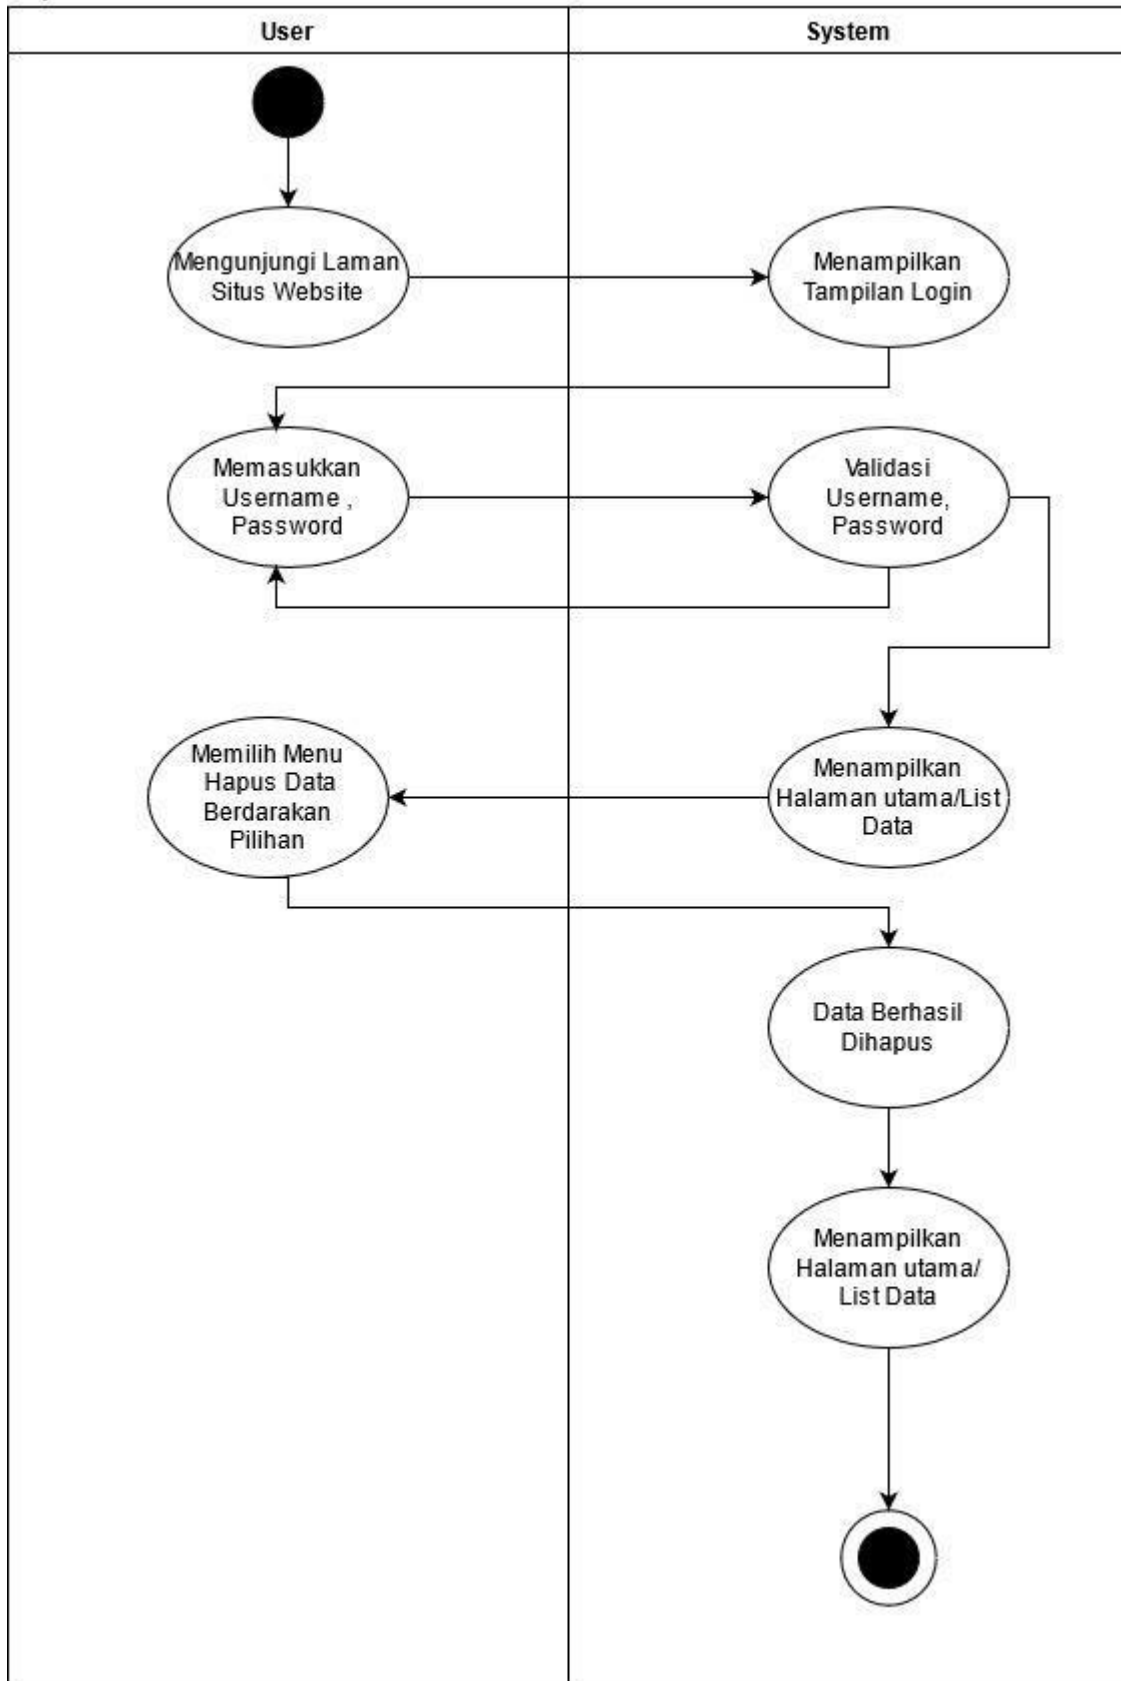 User
System
Mengunjungi Laman
Situs Website
Menampilkan
Tampilan Login
Memasukkan
Username ,
Password
Validasi
Username,
Password
Memilih Menu
Hapus Data
Berdarakan
Pilihan
Menampilkan
Halaman utama/List
Data
Data Berhasil
Dihapus
Menampilkan
Halaman utama/
List Data